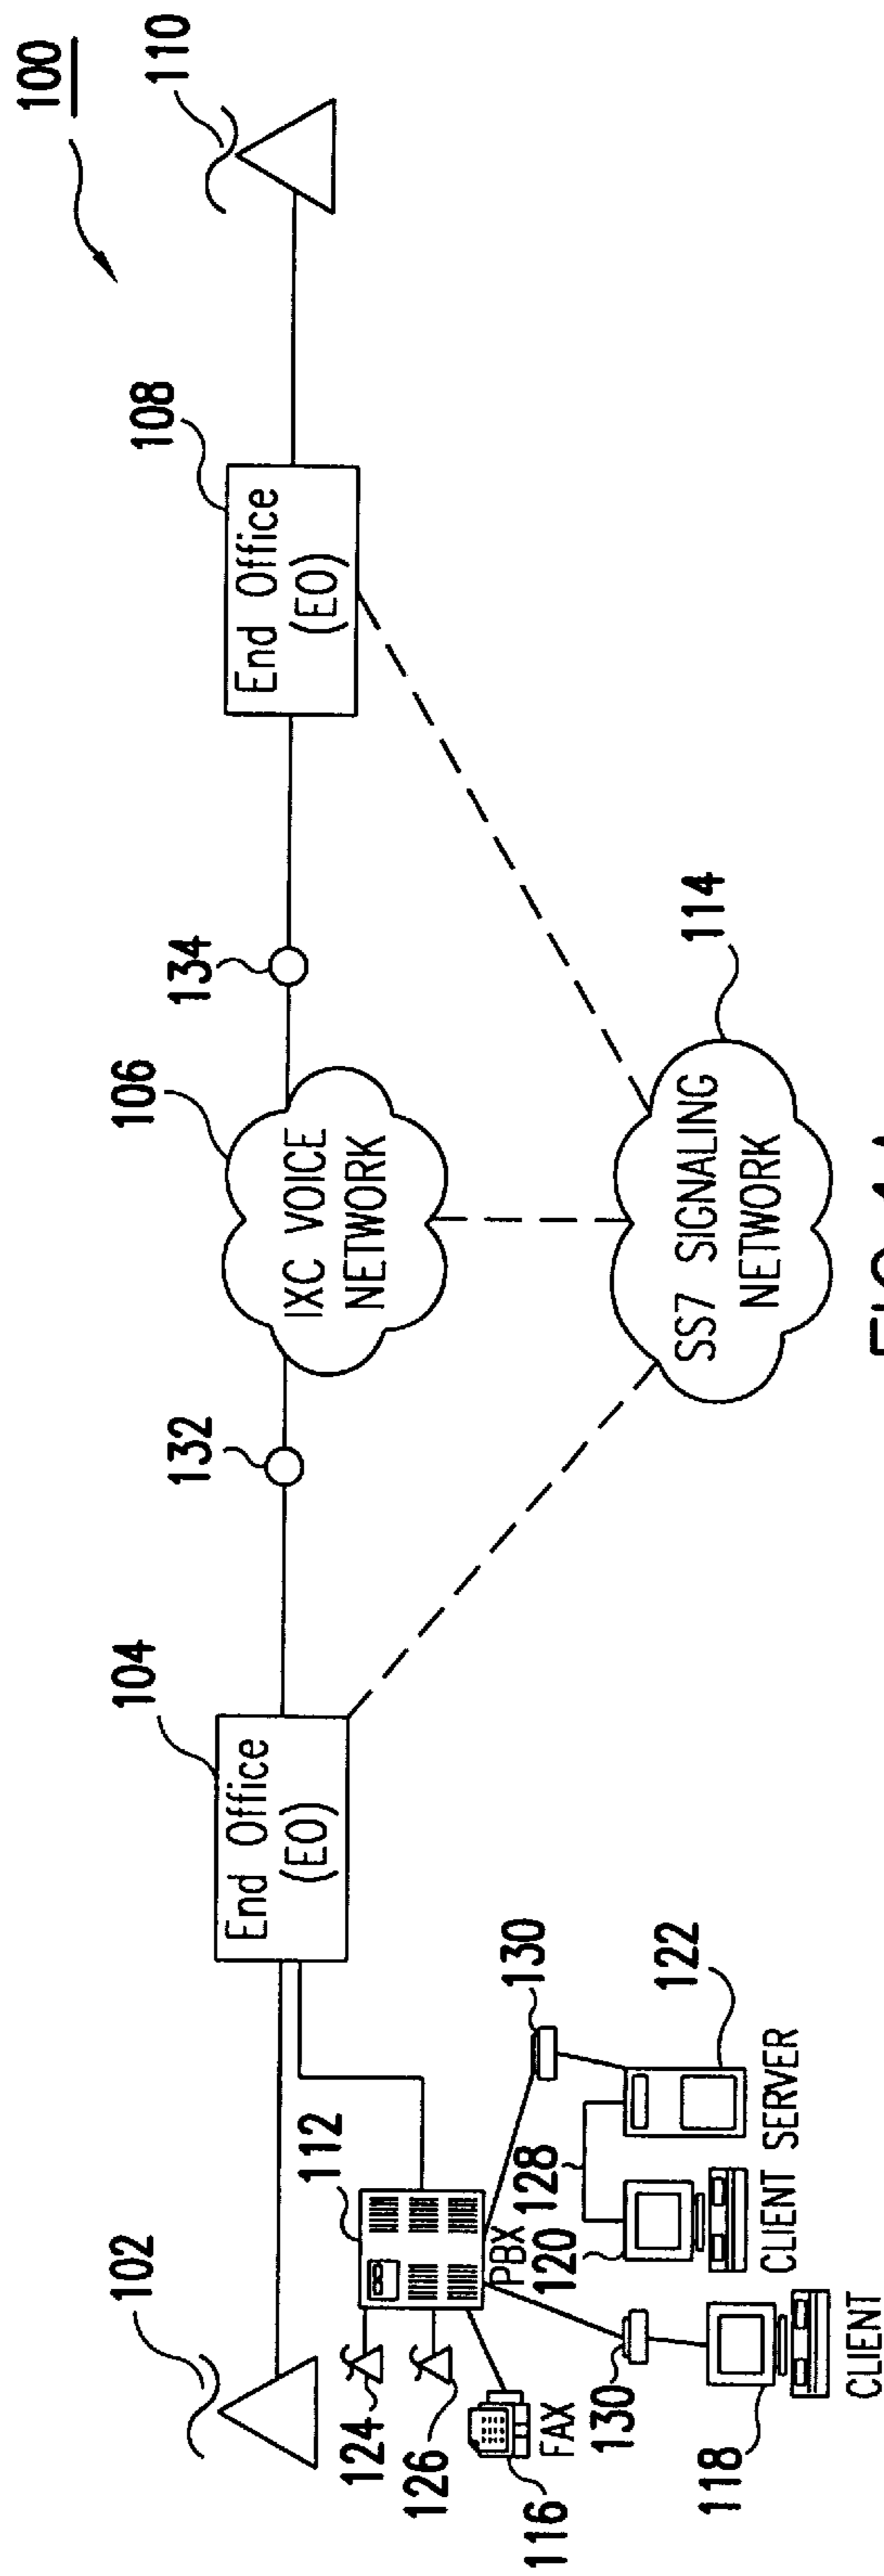 100
110
108
End Office
(EO)
134
106
IXC VOICE
NETWORK
114
SS7 SIGNALING
NETWORK
132
104
End Office
(EO)
102
112
PBX
124
126
116
FAX
130
130
128
120
CLIENT
122
SERVER
118
CLIENT